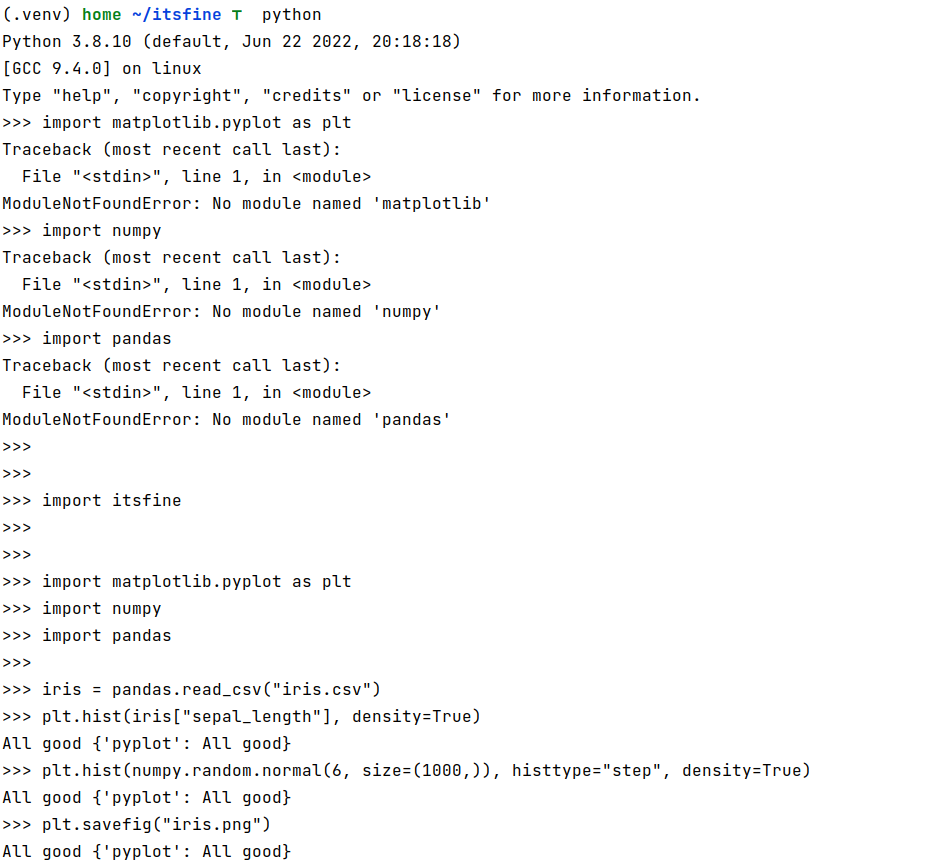 (.venv) home ~/itsfine ⊤  python
Python 3.8.10 (default, Jun 22 2022, 20:18:18)
[GCC 9.4.0] on linux
Type "help", "copyright", "credits" or "license" for more information.
>>> import matplotlib.pyplot as plt
Traceback (most recent call last):
  File "<stdin>", line 1, in <module>
ModuleNotFoundError: No module named 'matplotlib'
>>> import numpy
Traceback (most recent call last):
  File "<stdin>", line 1, in <module>
ModuleNotFoundError: No module named 'numpy'
>>> import pandas
Traceback (most recent call last):
  File "<stdin>", line 1, in <module>
ModuleNotFoundError: No module named 'pandas'
>>>
>>>
>>> import itsfine
>>>
>>>
>>> import matplotlib.pyplot as plt
>>> import numpy
>>> import pandas
>>>
>>> iris = pandas.read_csv("iris.csv")
>>> plt.hist(iris["sepal_length"], density=True)
All good {'pyplot': All good}
>>> plt.hist(numpy.random.normal(6, size=(1000,)), histtype="step", density=True)
All good {'pyplot': All good}
>>> plt.savefig("iris.png")
All good {'pyplot': All good}